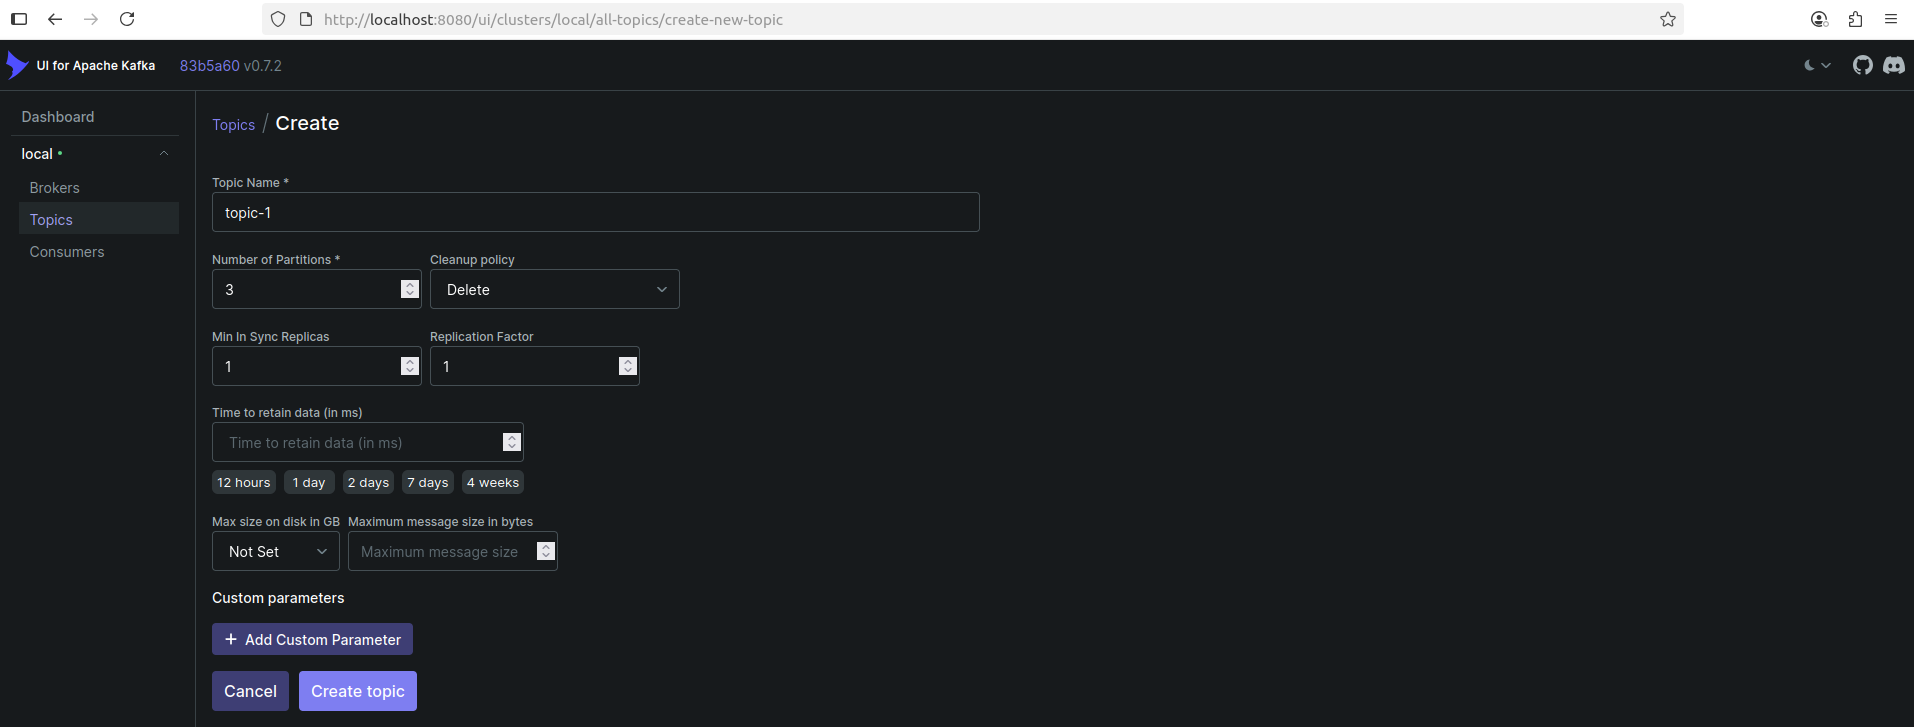 http://localhost:8080/ui/clusters/local/all-topics/create-new-topic
UI for Apache Kafka 83b5a60 v0.7.2
Dashboard
local
Brokers
Topics
Consumers
Topics / Create
Topic Name *
topic-1
Number of Partitions * Cleanup policy
3 Delete
Min In Sync Replicas Replication Factor
1 1
Time to retain data (in ms)
Time to retain data (in ms)
12 hours 1 day 2 days 7 days 4 weeks
Max size on disk in GB Maximum message size in bytes
Not Set Maximum message size
Custom parameters
+ Add Custom Parameter
Cancel Create topic